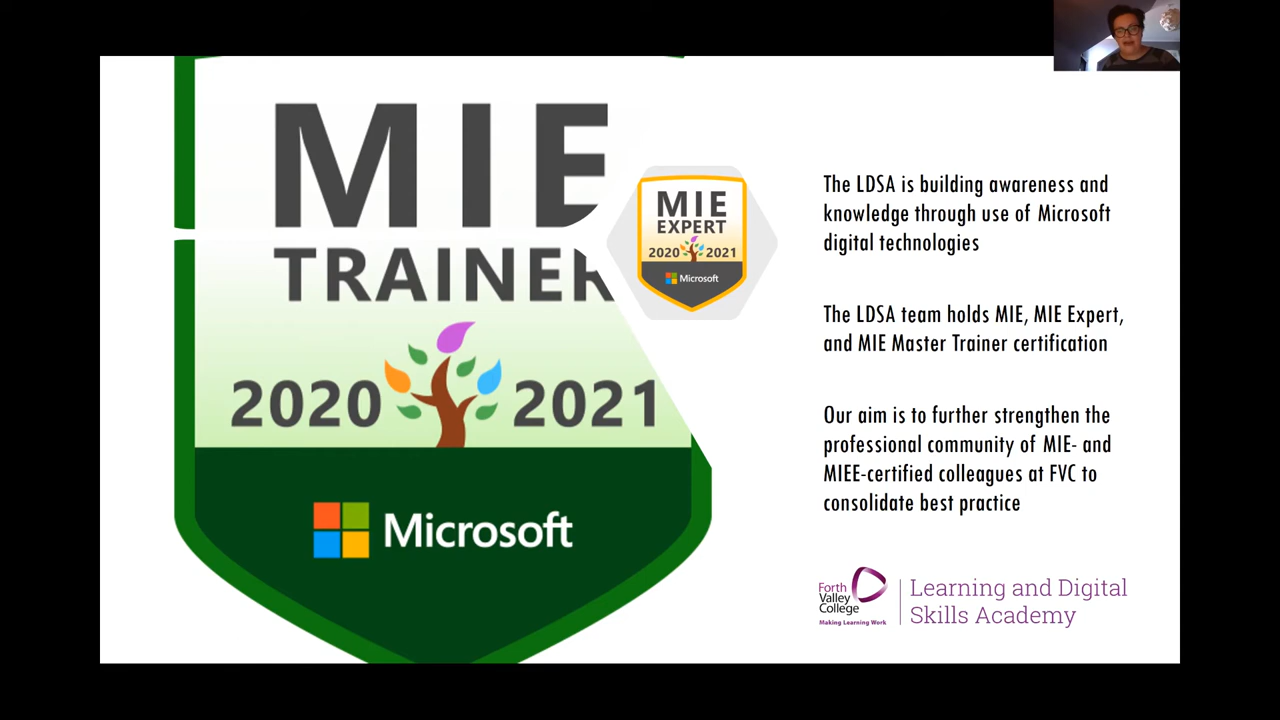 MIE
TRAINER
2020 2021
Microsoft
MIE
EXPERT
2020 2021
Microsoft
The LDSA is building awareness and
knowledge through use of Microsoft
digital technologies
The LDSA team holds MIE, MIE Expert,
and MIE Master Trainer certification
Our aim is to further strengthen the
professional community of MIE- and
MIEE-certified colleagues at FVC to
consolidate best practice
Forth
Valley
College
Making Learning Work
Learning and Digital
Skills Academy